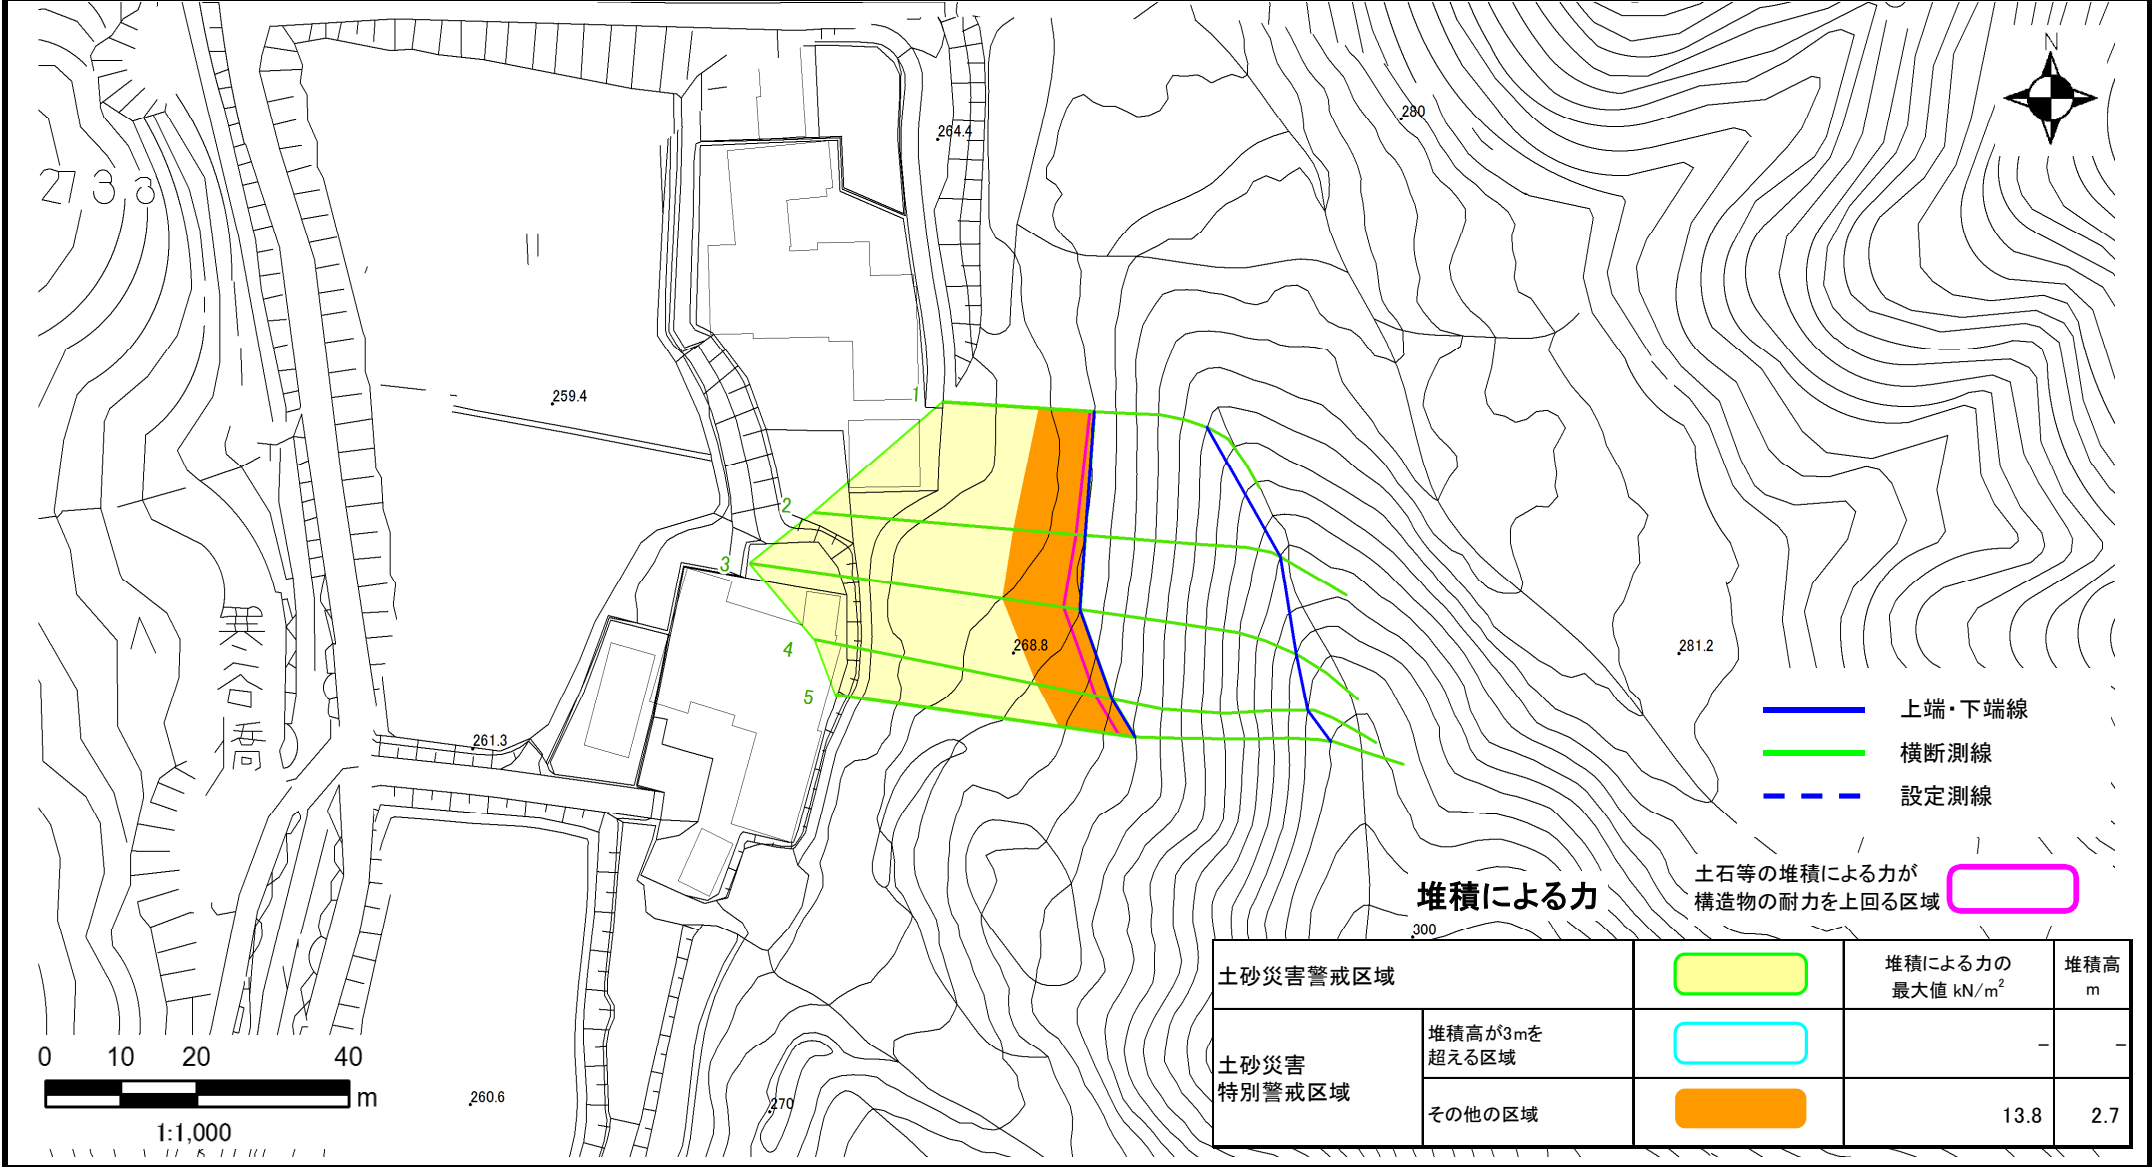 N
280
264.4
273.3
259.4
1
2
3
4
5
268.8
281.2
261.3
寒谷橋
300
260.6
270
上端・下端線
横断測線
設定測線
土石等の堆積による力が
構造物の耐力を上回る区域
堆積による力
土砂災害警戒区域
堆積による力の
最大値 kN/m²
堆積高
m
土砂災害
特別警戒区域
堆積高が3mを
超える区域
－
－
その他の区域
13.8
2.7
0 10 20 40
m
1:1,000